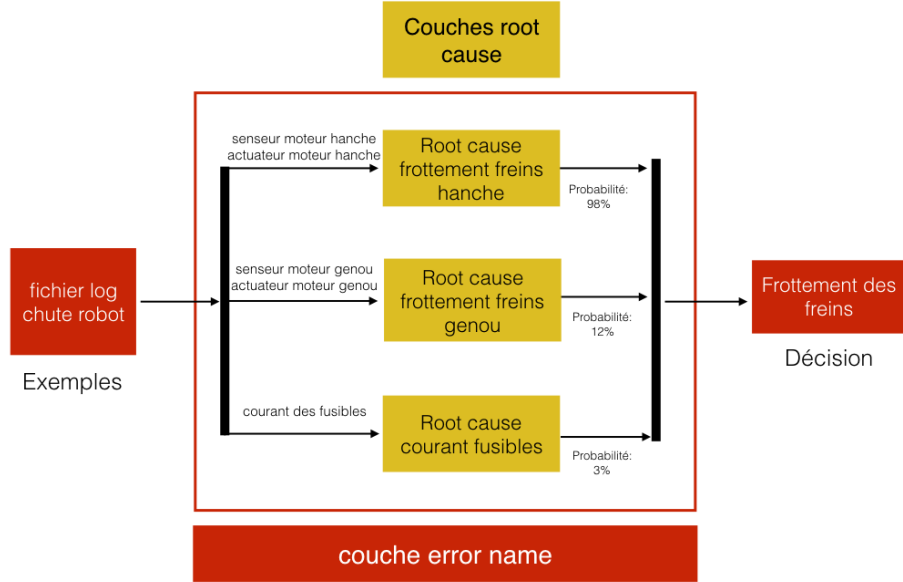 Couches root
cause
senseur moteur hanche
actuateur moteur hanche
Root cause
frottement freins
hanche
Probabilité:
98%
fichier log
chute robot
Exemples
senseur moteur genou
actuateur moteur genou
Root cause
frottement freins
genou
Probabilité:
12%
Frottement des
freins
Décision
courant des fusibles
Root cause
courant fusibles
Probabilité:
3%
couche error name